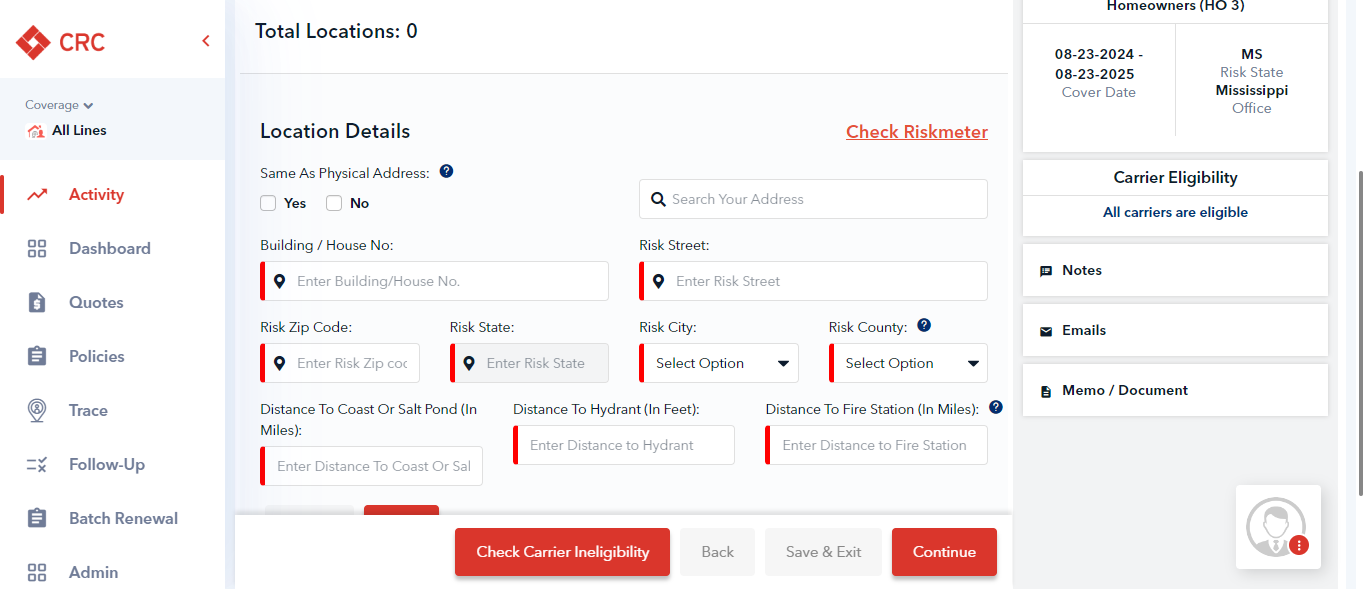 CRC
Coverage
All Lines
Activity
Dashboard
Quotes
Policies
Trace
Follow-Up
Batch Renewal
Admin
Total Locations: 0
Location Details
Check Riskmeter
Same As Physical Address: ?
Yes No
Search Your Address
Building / House No: Risk Street:
Enter Building/House No. Enter Risk Street
Risk Zip Code: Risk State: Risk City: Risk County: ?
Enter Risk Zip coc Enter Risk State Select Option Select Option
Distance To Coast Or Salt Pond (In
Miles):
Distance To Hydrant (In Feet):
Distance To Fire Station (In Miles): ?
Enter Distance To Coast Or Sal
Enter Distance to Hydrant
Enter Distance to Fire Station
Check Carrier Ineligibility Back Save & Exit Continue
Homeowners (HO 3)
08-23-2024 -
08-23-2025
Cover Date
MS
Risk State
Mississippi
Office
Carrier Eligibility
All carriers are eligible
Notes
Emails
Memo / Document